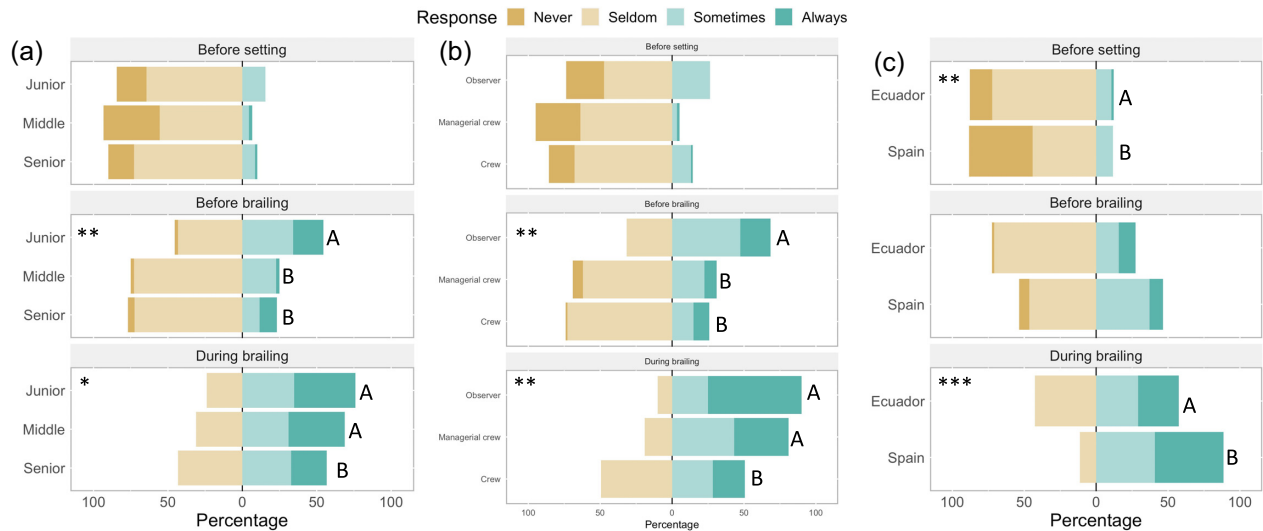 Response Never Seldom Sometimes Always
(a)
Before setting
Junior
Middle
Senior
Before brailing
**
Junior A
Middle B
Senior B
During brailing
*
Junior A
Middle A
Senior B
100 50 0 50 100
Percentage
(b)
Before setting
Observer
Managerial crew
Crew
Before brailing
**
Observer A
Managerial crew B
Crew B
During brailing
**
Observer A
Managerial crew A
Crew B
100 50 0 50 100
Percentage
(c)
Before setting
**
Ecuador A
Spain B
Before brailing
Ecuador
Spain
During brailing
***
Ecuador A
Spain B
100 50 0 50 100
Percentage